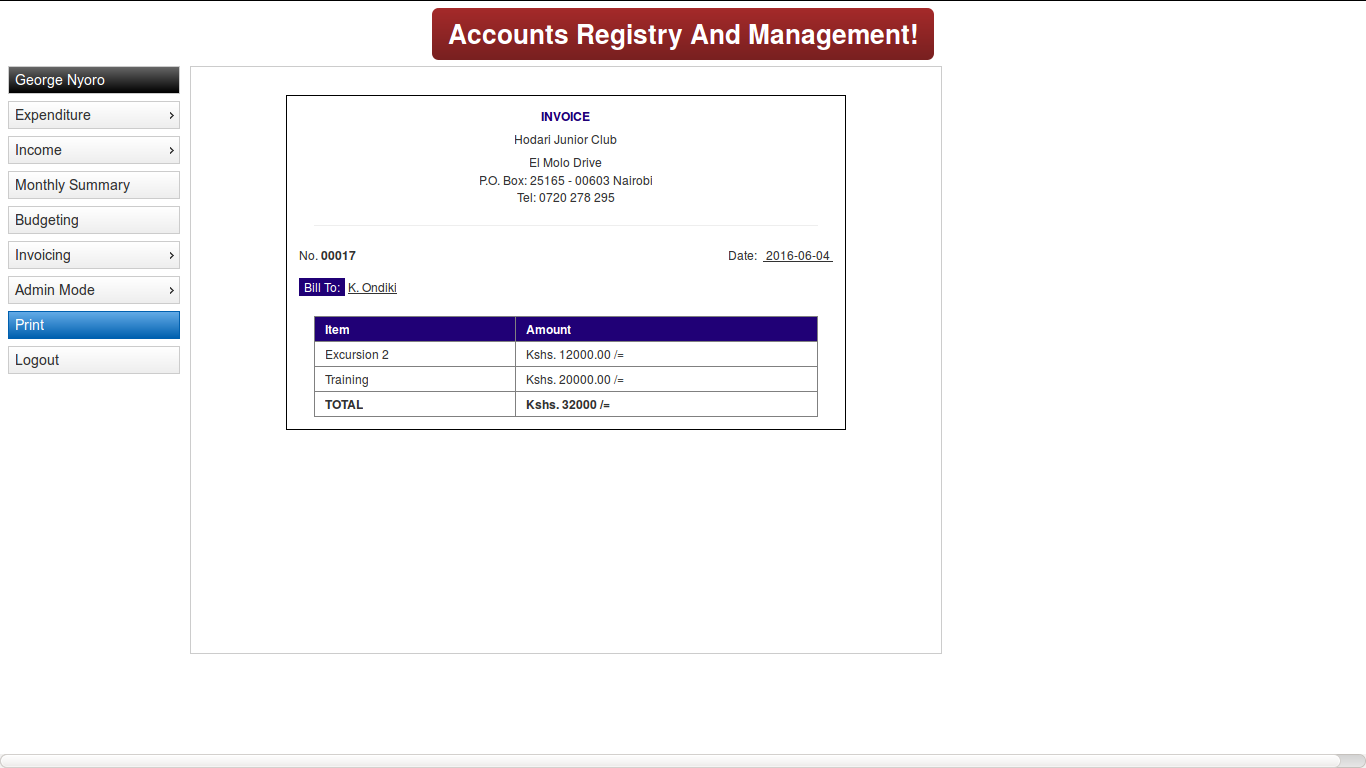 Accounts Registry And Management!
George Nyoro
Expenditure
Income
Monthly Summary
Budgeting
Invoicing
Admin Mode
Print
Logout
INVOICE
Hodari Junior Club
El Molo Drive
P.O. Box: 25165 - 00603 Nairobi
Tel: 0720 278 295
No. 00017 Date: 2016-06-04
Bill To: K. Ondiki
Item Amount
Excursion 2 Kshs. 12000.00 /=
Training Kshs. 20000.00 /=
TOTAL Kshs. 32000 /=